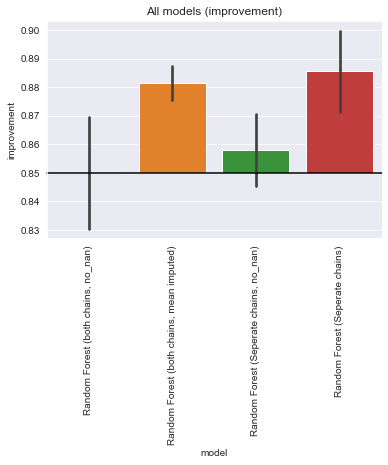 All models (improvement)
improvement
0.90
0.89
0.88
0.87
0.86
0.85
0.84
0.83
Random Forest (both chains, no_nan)
Random Forest (both chains, mean imputed)
Random Forest (Seperate chains, no_nan)
Random Forest (Seperate chains)
model